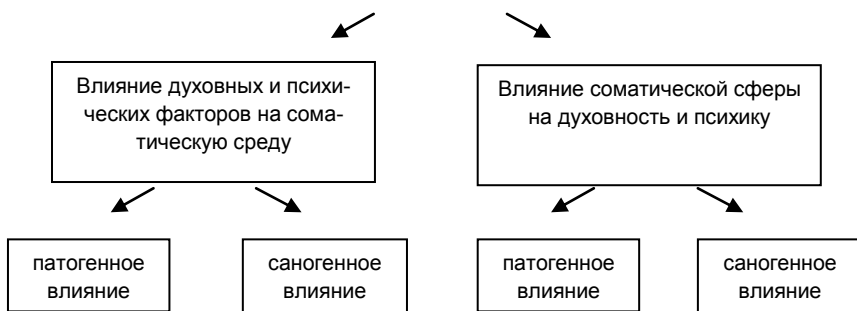 Влияние духовных и психи-
ческих факторов на сома-
тическую среду
Влияние соматической сферы
на духовность и психику
патогенное
влияние
саногенное
влияние
патогенное
влияние
саногенное
влияние